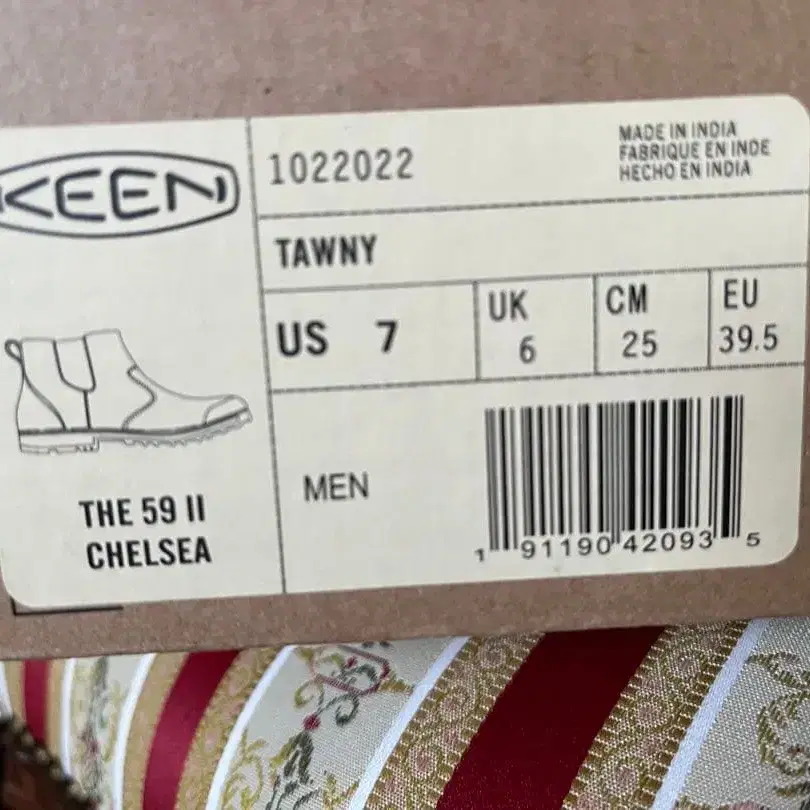 KEEN
1022022
MADE IN INDIA
FABRIQUE EN INDE
HECHO EN INDIA
TAWNY
US 7
UK
6
CM
25
EU
39.5
THE 59 II
CHELSEA
MEN
1 91190 42093 5